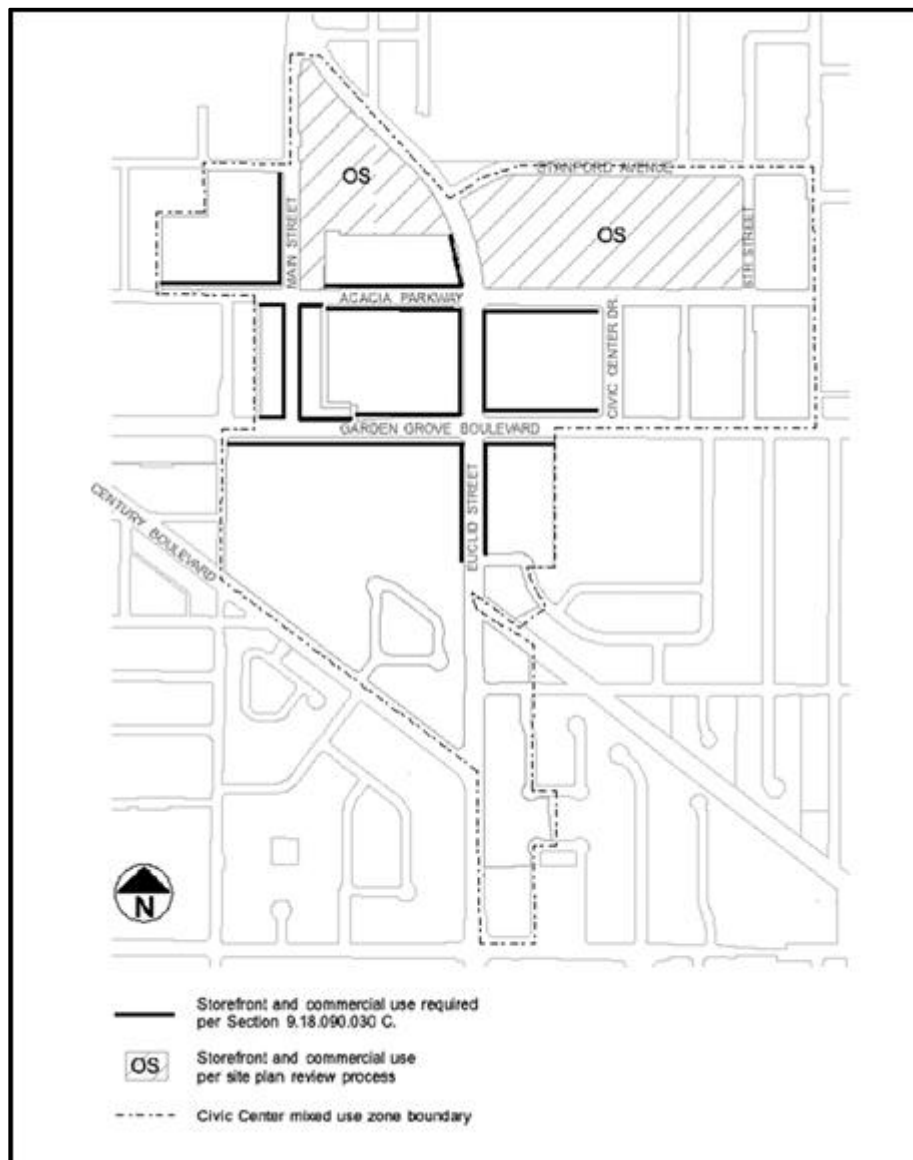 STANFORD AVENUE
OS
OS
MAIN STREET
8TR STREET
ACACIA PARKWAY
CIVIC CENTER DR.
GARDEN GROVE BOULEVARD
EUCLID STREET
CENTURY BOULEVARD
N
Storefront and commercial use required
per Section 9.18.090.030 C.
OS
Storefront and commercial use
per site plan review process
Civic Center mixed use zone boundary